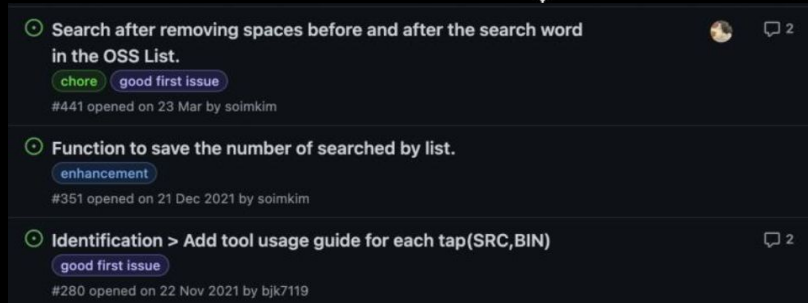 Search after removing spaces before and after the search word
in the OSS List.
chore good first issue
#441 opened on 23 Mar by soimkim
2
Function to save the number of searched by list.
enhancement
#351 opened on 21 Dec 2021 by soimkim
Identification > Add tool usage guide for each tap(SRC,BIN)
good first issue
#280 opened on 22 Nov 2021 by bjk7119
2